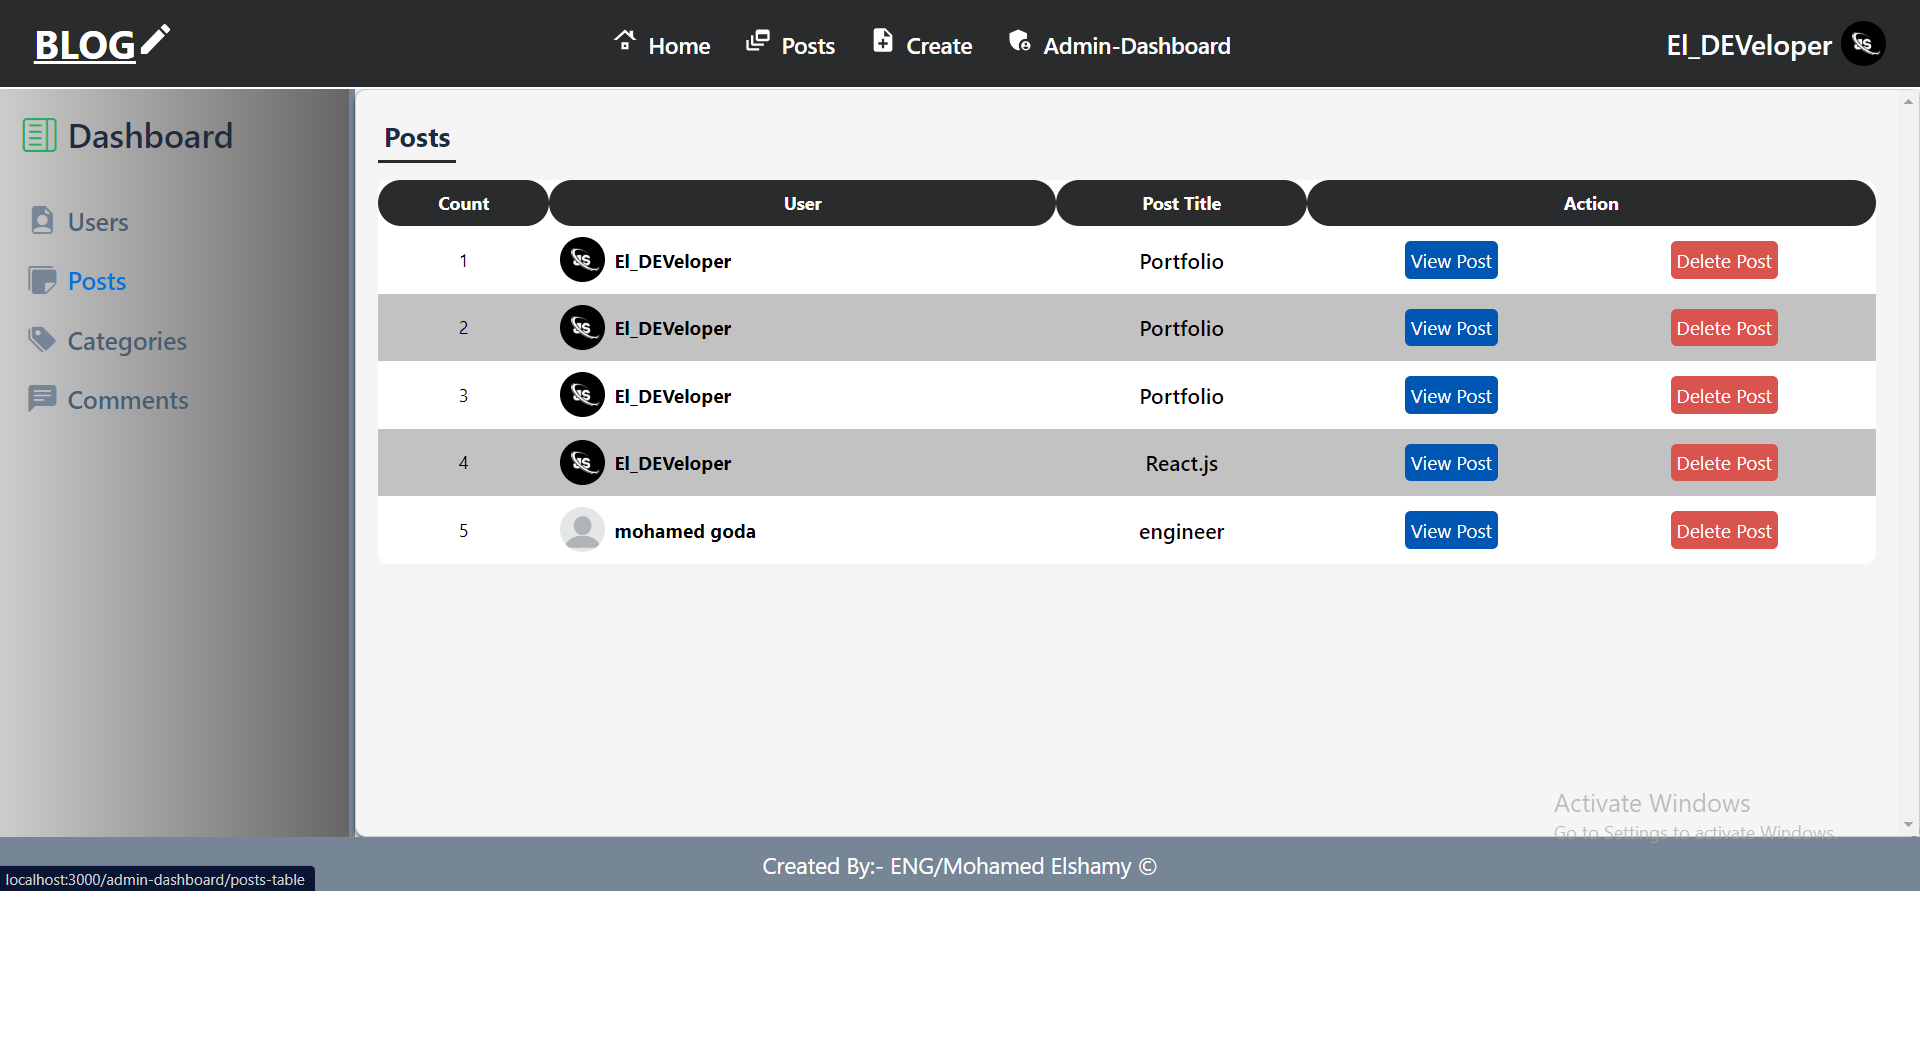 BLOG
Home Posts Create Admin-Dashboard
El_DEVeloper
Dashboard
Users
Posts
Categories
Comments
Posts
Count User Post Title Action
1 El_DEVeloper Portfolio View Post Delete Post
2 El_DEVeloper Portfolio View Post Delete Post
3 El_DEVeloper Portfolio View Post Delete Post
4 El_DEVeloper React.js View Post Delete Post
5 mohamed goda engineer View Post Delete Post
Activate Windows
Go to Settings to activate Windows.
Created By:- ENG/Mohamed Elshamy ©
localhost:3000/admin-dashboard/posts-table